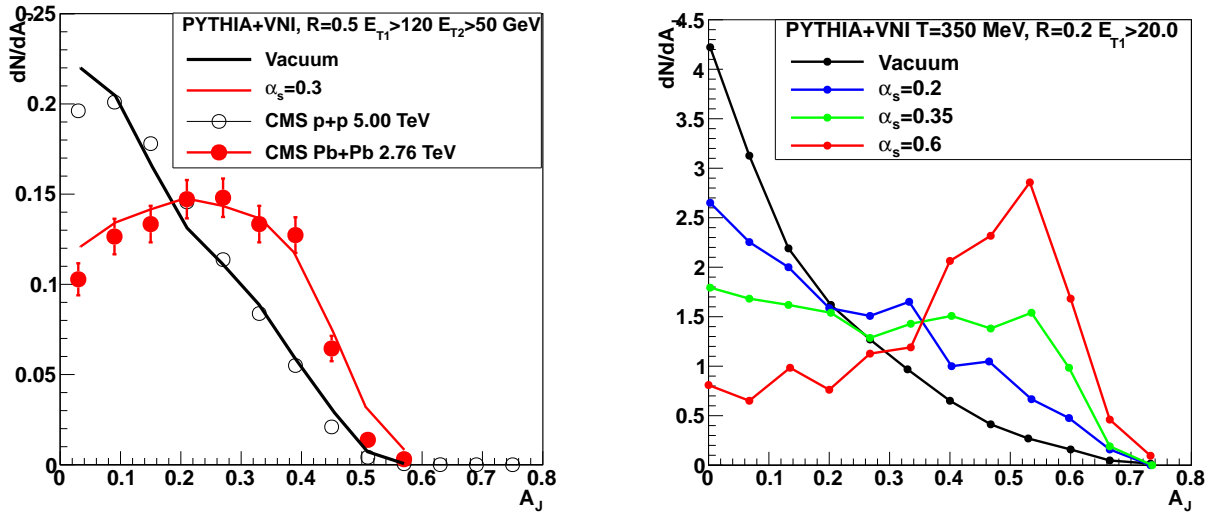 dN/dA_J
PYTHIA+VNI, R=0.5 E_T1>120 E_T2>50 GeV
Vacuum
α_s=0.3
CMS p+p 5.00 TeV
CMS Pb+Pb 2.76 TeV
0.25
0.2
0.15
0.1
0.05
0
0 0.1 0.2 0.3 0.4 0.5 0.6 0.7 0.8
A_J
dN/dA_J
PYTHIA+VNI T=350 MeV, R=0.2 E_T1>20.0
Vacuum
α_s=0.2
α_s=0.35
α_s=0.6
4.5
4
3.5
3
2.5
2
1.5
1
0.5
0
0 0.1 0.2 0.3 0.4 0.5 0.6 0.7 0.8
A_J